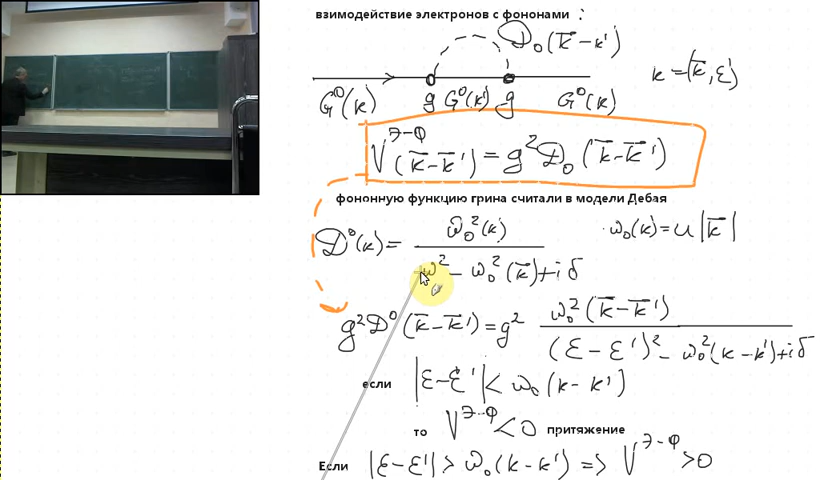 взимодействие электронов с фононами :
D₀(k̄-k')
G⁰(k) g G⁰(k') g G⁰(k) k = (k̄, ε)
V^{Э-Ф}(k̄-k̄') = g² D₀(k̄-k̄')
фононную функцию грина считали в модели Дебая
D⁰(k) = ω₀²(k) / ω² - ω₀²(k̄) + iδ · ω₀(k) = u|k̄|
g² D⁰(k̄-k̄') = g² ω₀²(k̄-k̄') / (ε-ε')² - ω₀²(k-k') + iδ
если |ε-ε'| < ω₀(k-k')
то V^{Э-Ф} < 0 притяжение
Если |ε-ε'| > ω₀(k-k') => V^{Э-Ф} > 0